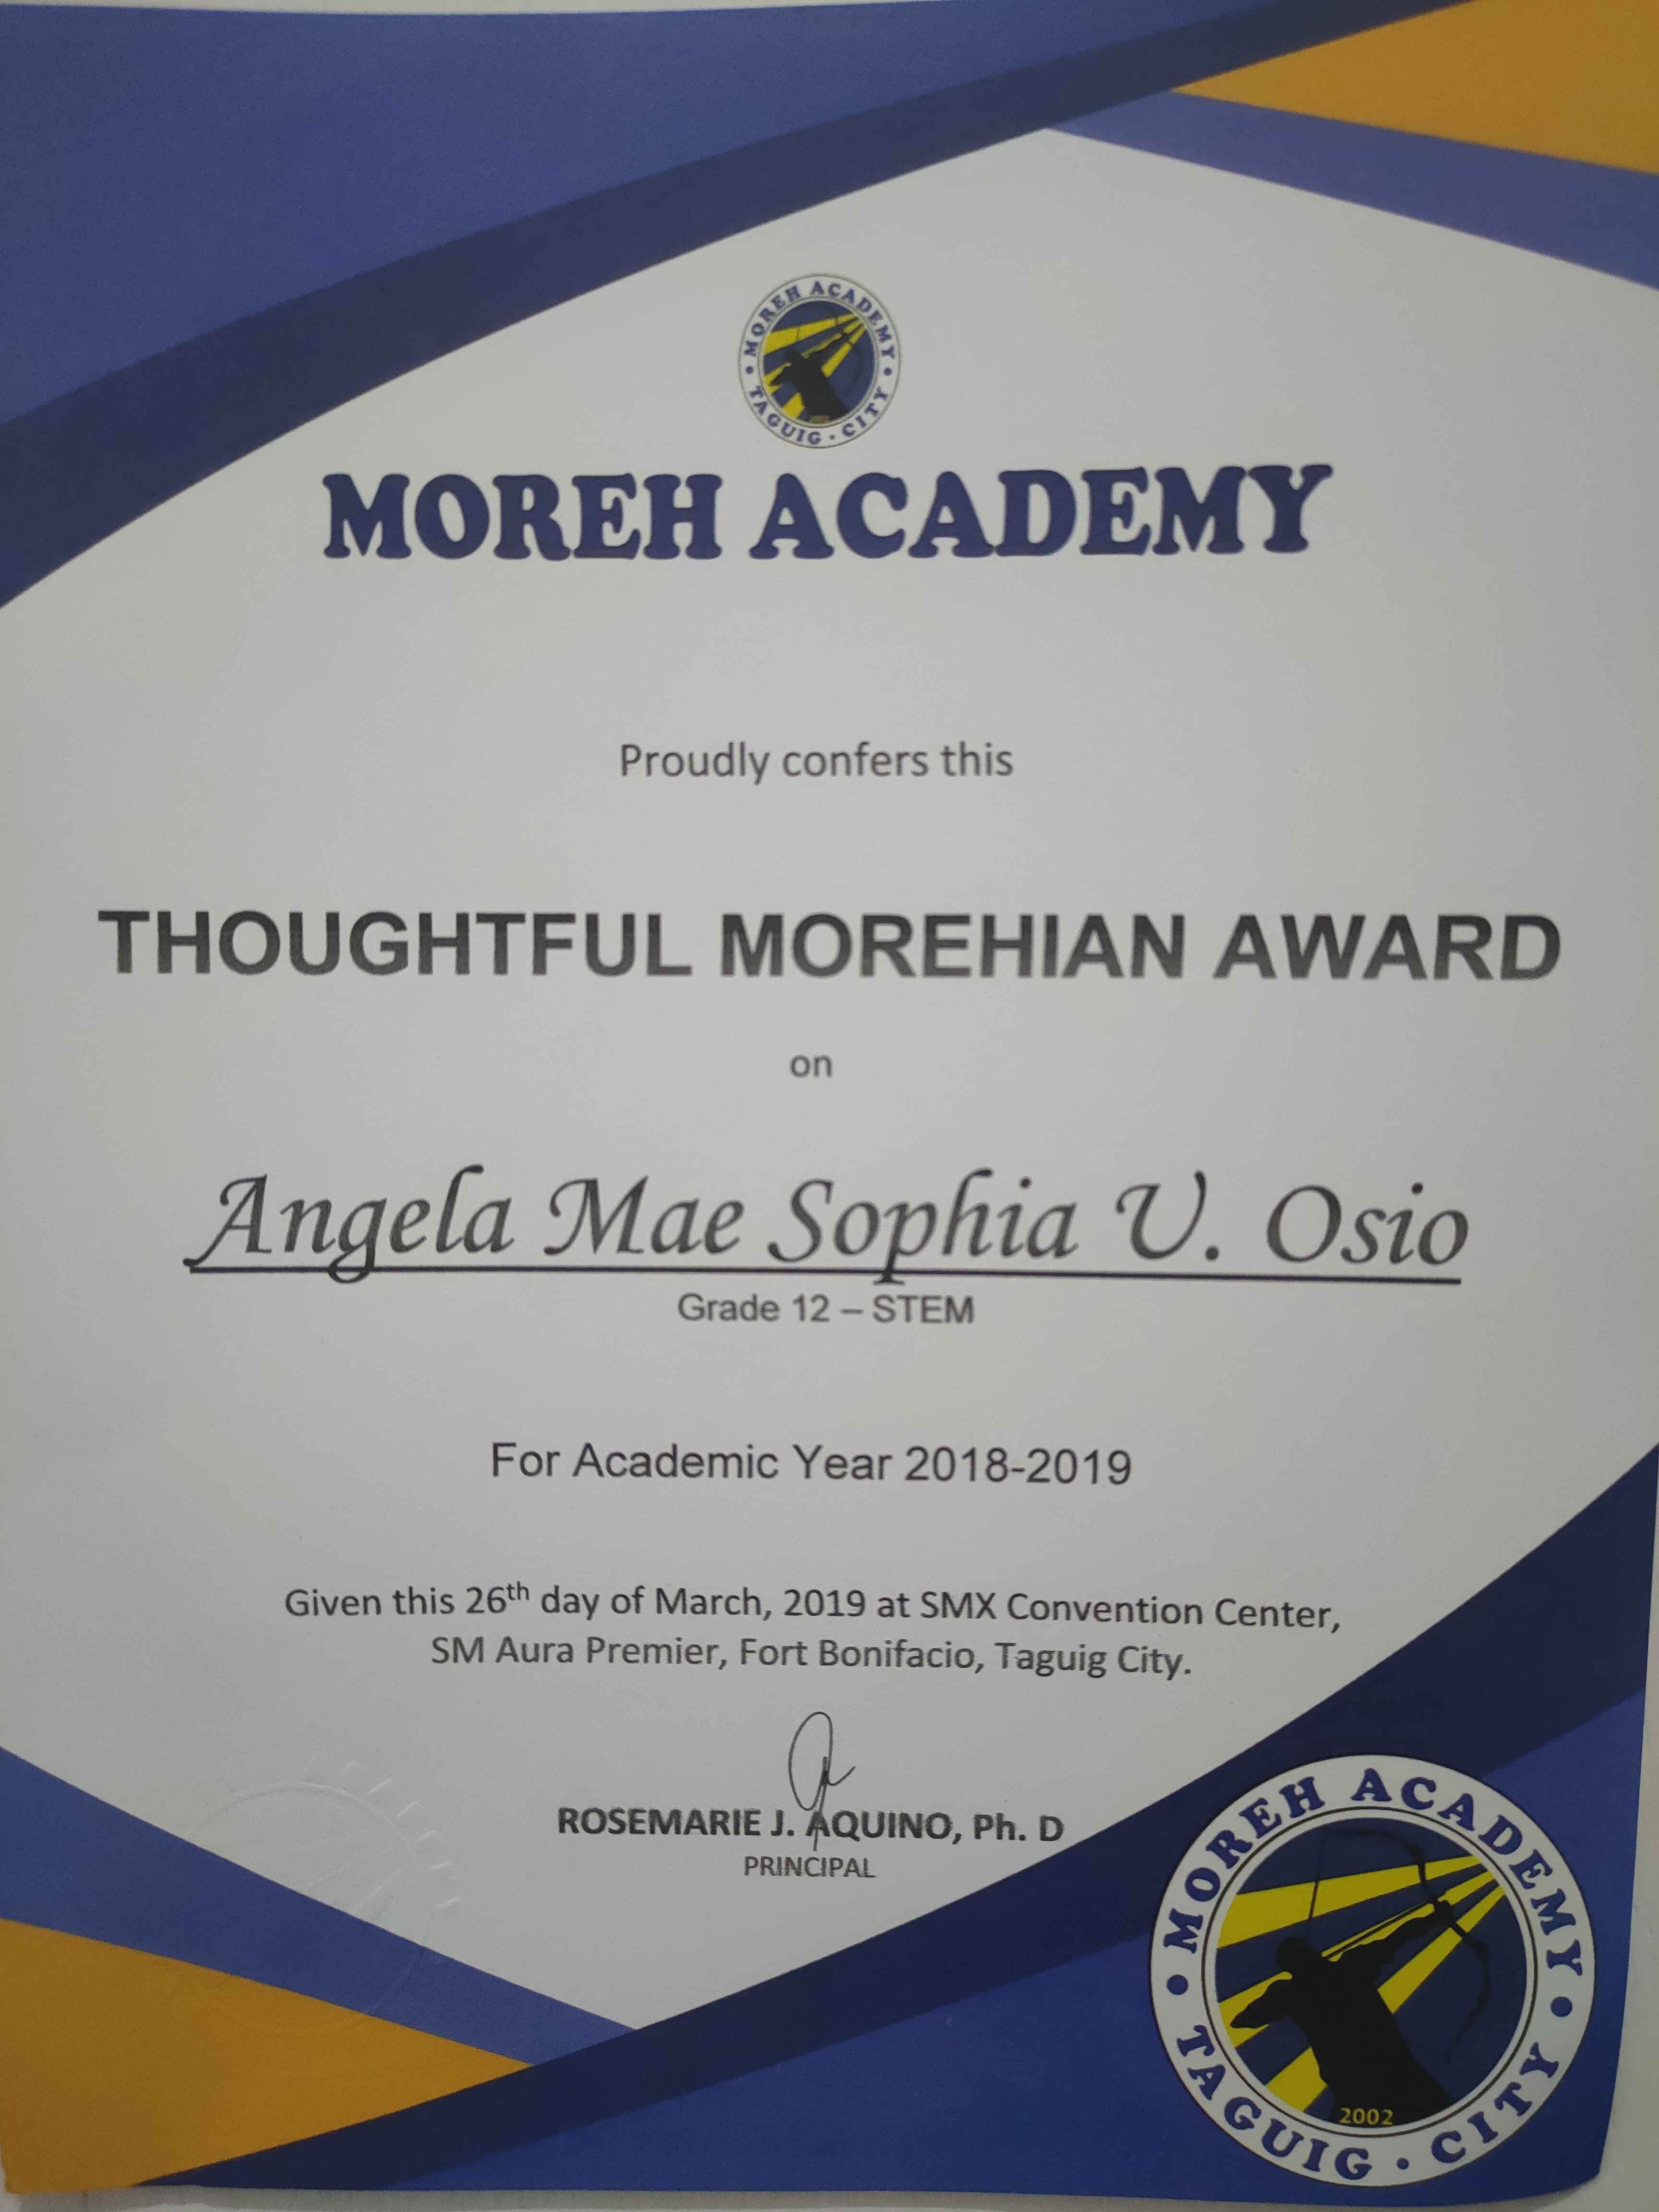 MOREH ACADEMY
TAGUIG · CITY
MOREH ACADEMY
Proudly confers this
THOUGHTFUL MOREHIAN AWARD
on
Angela Mae Sophia U. Osio
Grade 12 – STEM
For Academic Year 2018-2019
Given this 26th day of March, 2019 at SMX Convention Center,
SM Aura Premier, Fort Bonifacio, Taguig City.
ROSEMARIE J. AQUINO, Ph. D
PRINCIPAL
MOREH ACADEMY
2002
TAGUIG · CITY